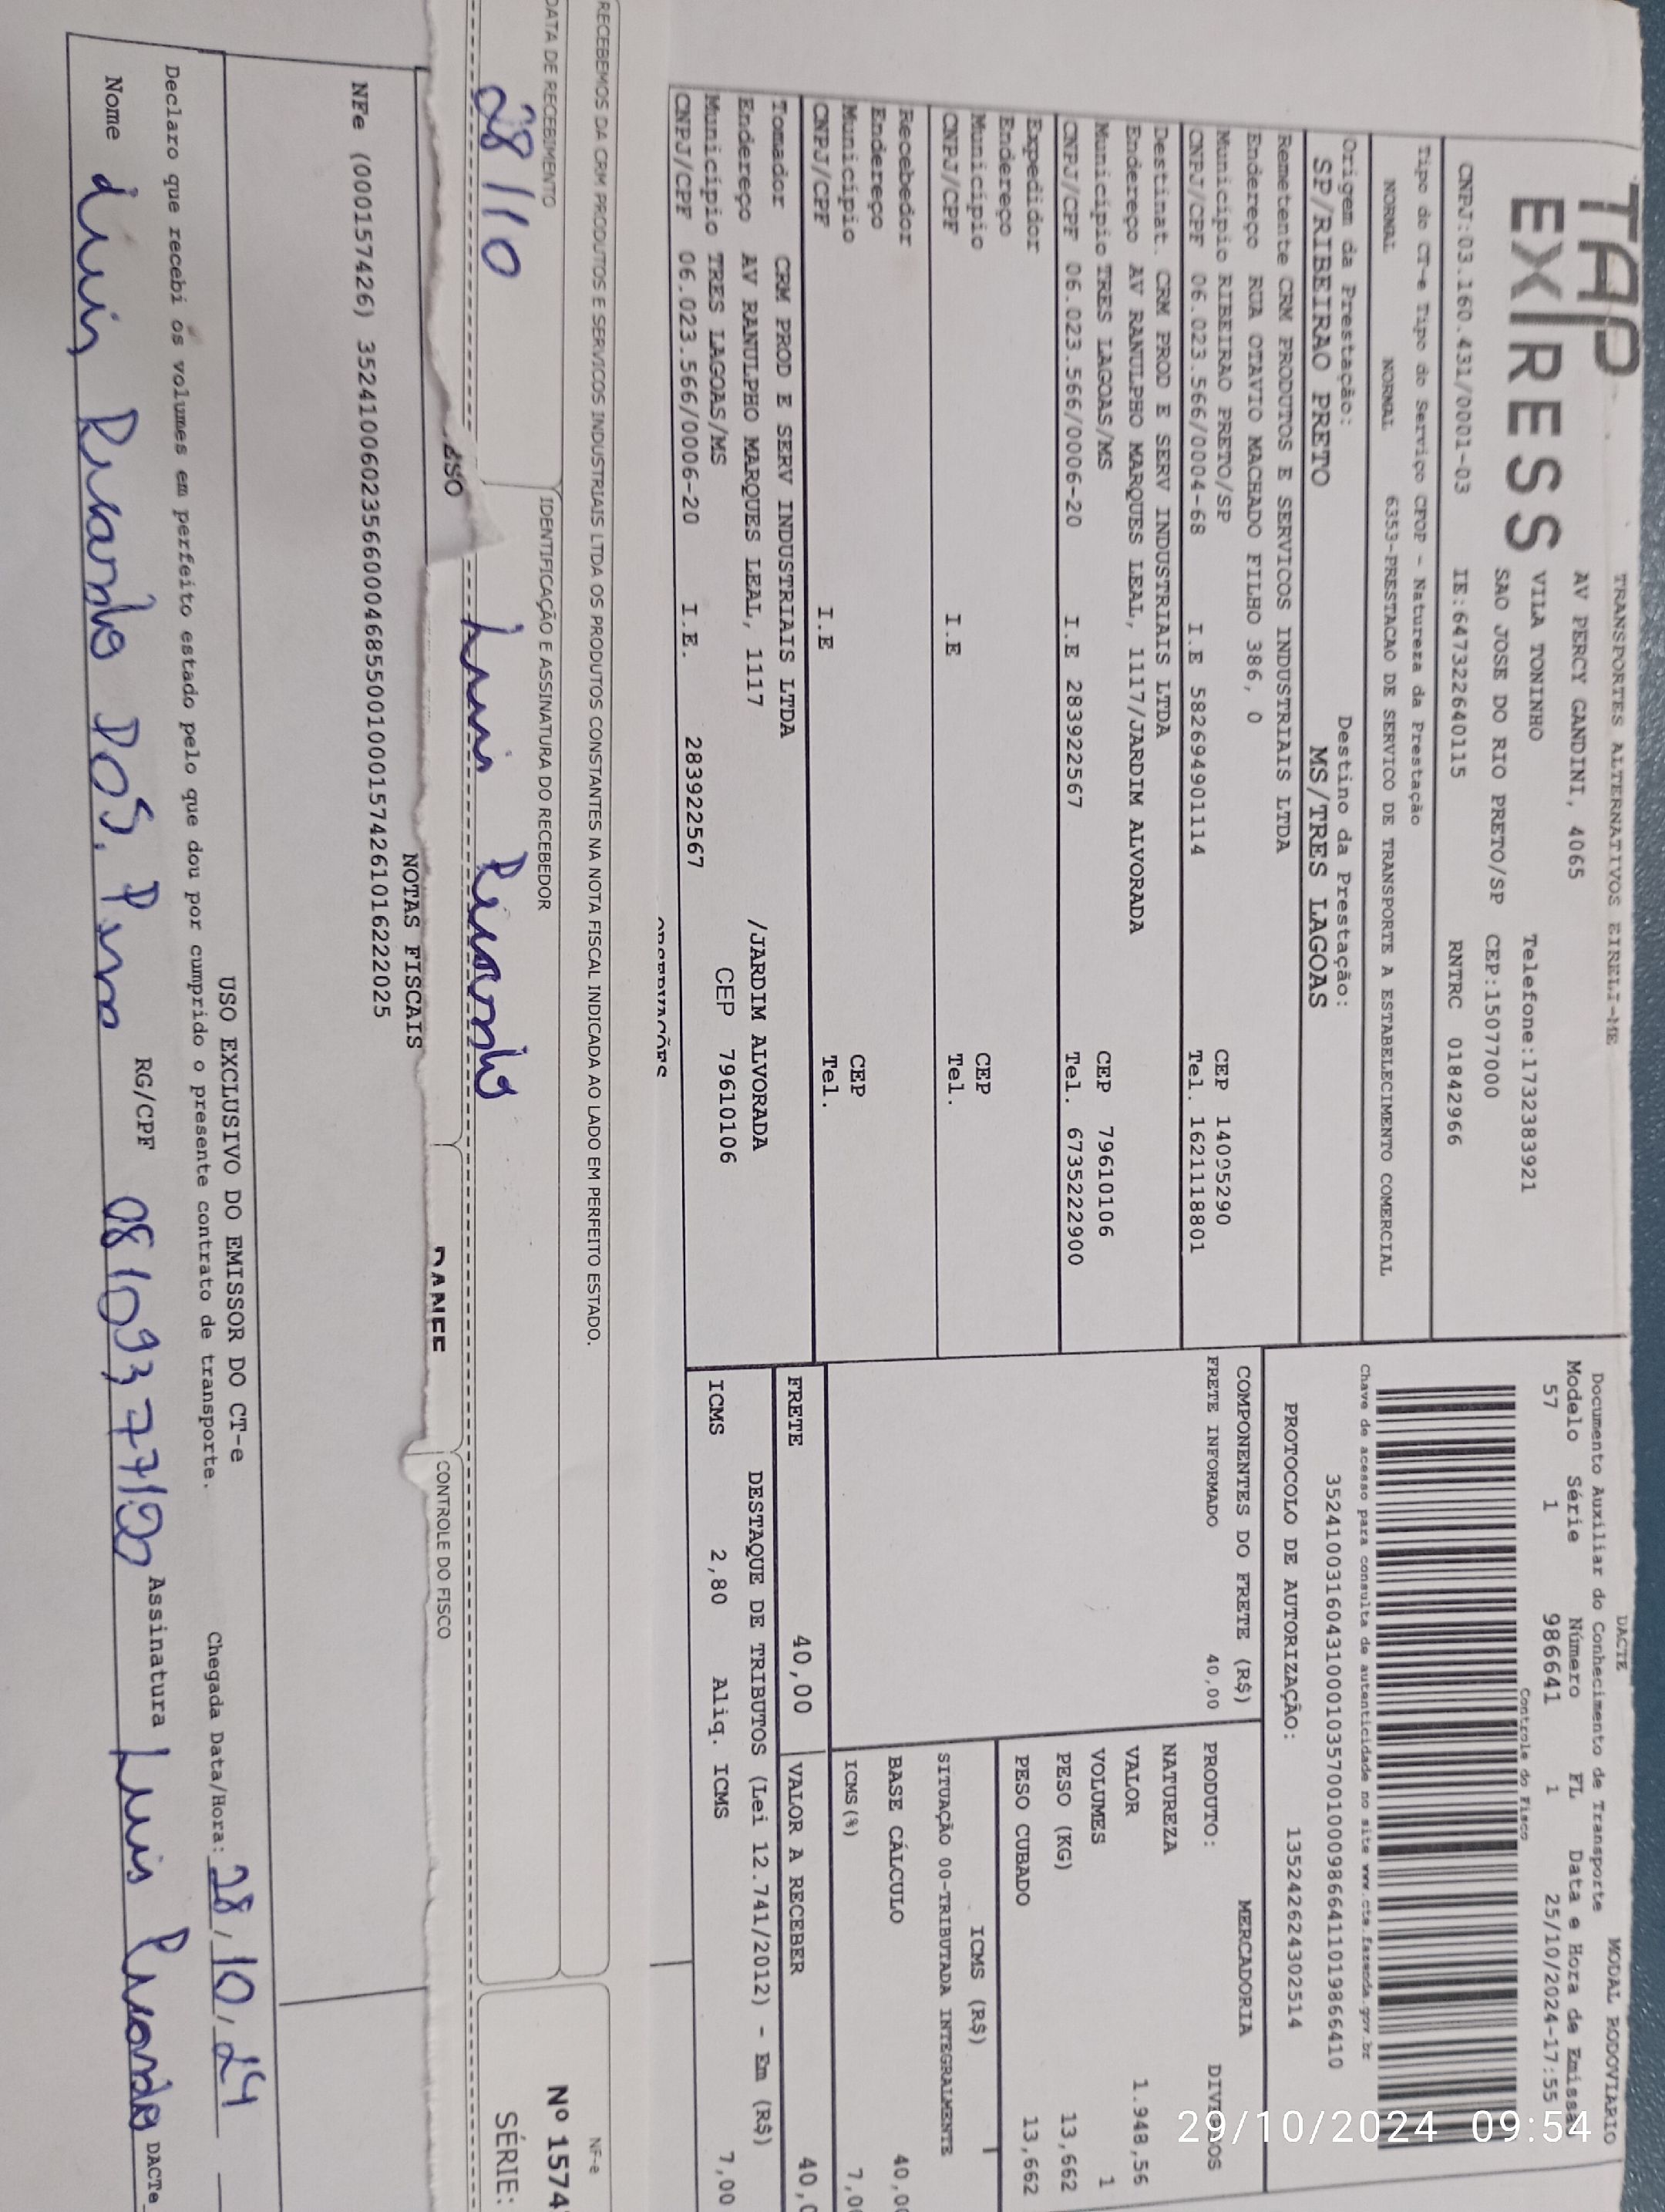 TAP
EXPRESS
TRANSPORTES ALTERNATIVOS EIRELI-ME
AV PERCY GANDINI, 4065
VILA TONINHO Telefone:1732383921
SAO JOSE DO RIO PRETO/SP CEP:15077000
CNPJ:03.160.431/0001-03 IE:647322640115 RNTRC 01842966
Tipo do CT-e Tipo do Serviço CFOP - Natureza da Prestação
NORMAL NORMAL 6353-PRESTACAO DE SERVICO DE TRANSPORTE A ESTABELECIMENTO COMERCIAL
Origem da Prestação: Destino da Prestação:
SP/RIBEIRAO PRETO MS/TRES LAGOAS
Remetente CRM PRODUTOS E SERVICOS INDUSTRIAIS LTDA
Endereço RUA OTAVIO MACHADO FILHO 386, 0
Município RIBEIRAO PRETO/SP CEP 14095290
CNPJ/CPF 06.023.566/0004-68 I.E 582694901114 Tel. 1621118801
Destinat. CRM PROD E SERV INDUSTRIAIS LTDA
Endereço AV RANULPHO MARQUES LEAL, 1117/JARDIM ALVORADA
Município TRES LAGOAS/MS CEP 79610106
CNPJ/CPF 06.023.566/0006-20 I.E 283922567 Tel. 6735222900
Expedidor
Endereço
Município CEP
CNPJ/CPF I.E Tel.
Recebedor
Endereço
Município CEP
CNPJ/CPF I.E Tel.
Tomador CRM PROD E SERV INDUSTRIAIS LTDA
Endereço AV RANULPHO MARQUES LEAL, 1117 /JARDIM ALVORADA
Município TRES LAGOAS/MS CEP 79610106
CNPJ/CPF 06.023.566/0006-20 I.E. 283922567
DACTE MODAL RODOVIARIO
Documento Auxiliar do Conhecimento de Transporte
Modelo Série Número FL Data e Hora de Emissã
57 1 986641 1 25/10/2024-17:55
Controle do Fisco
Chave de acesso para consulta de autenticidade no site www.cte.fazenda.gov.br
35241003160431000103570010009866411019866410
PROTOCOLO DE AUTORIZAÇÃO: 135242624302514
COMPONENTES DO FRETE (R$)
FRETE INFORMADO 40,00
MERCADORIA
PRODUTO: DIVERSOS
NATUREZA
VALOR 1.948,56
VOLUMES 1
PESO (KG) 13,662
PESO CUBADO 13,662
ICMS (R$)
SITUAÇÃO 00-TRIBUTADA INTEGRALMENTE
BASE CÁLCULO 40,00
ICMS(%) 7,00
FRETE 40,00 VALOR A RECEBER 40,0
DESTAQUE DE TRIBUTOS (Lei 12.741/2012) - Em (R$)
ICMS 2,80 Aliq. ICMS 7,00
OBSERVAÇÕES
RECEBEMOS DA CRM PRODUTOS E SERVICOS INDUSTRIAIS LTDA OS PRODUTOS CONSTANTES NA NOTA FISCAL INDICADA AO LADO EM PERFEITO ESTADO.
DATA DE RECEBIMENTO IDENTIFICAÇÃO E ASSINATURA DO RECEBEDOR
28/10 Luis Ricardo
NF-e
Nº 1574
SÉRIE:
DANFE
CONTROLE DO FISCO
NOTAS FISCAIS
NFe (000157426) 35241006023566000468550010001574261016222025
USO EXCLUSIVO DO EMISSOR DO CT-e
Declaro que recebi os volumes em perfeito estado pelo que dou por cumprido o presente contrato de transporte. Chegada Data/Hora: 28/10/24
Nome Luis Ricardo DOS. RG/CPF Assinatura Luis Ricardo DACTe
29/10/2024 09:54